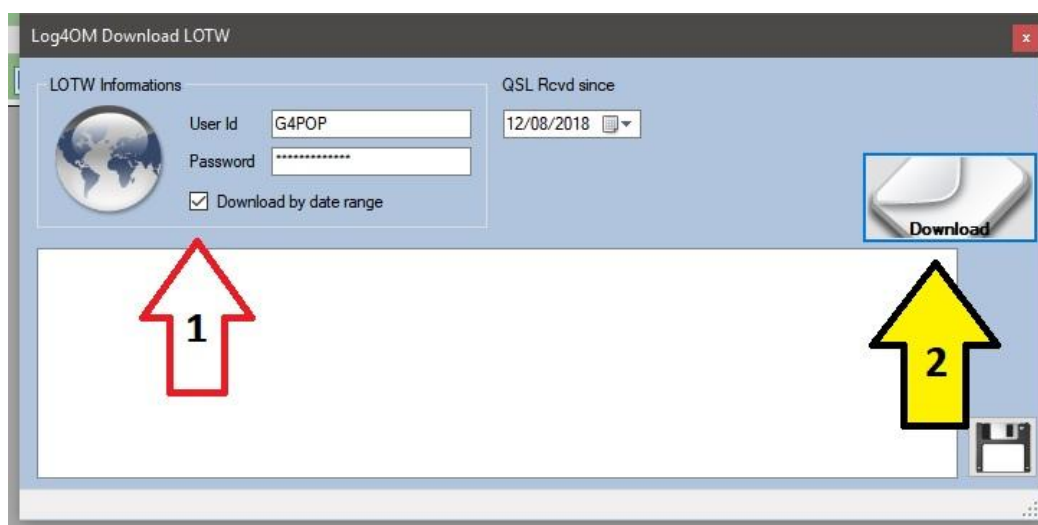 Log4OM Download LOTW
x
LOTW Informations
QSL Rcvd since
User Id G4POP
12/08/2018
Password *************
Download by date range
Download
1
2